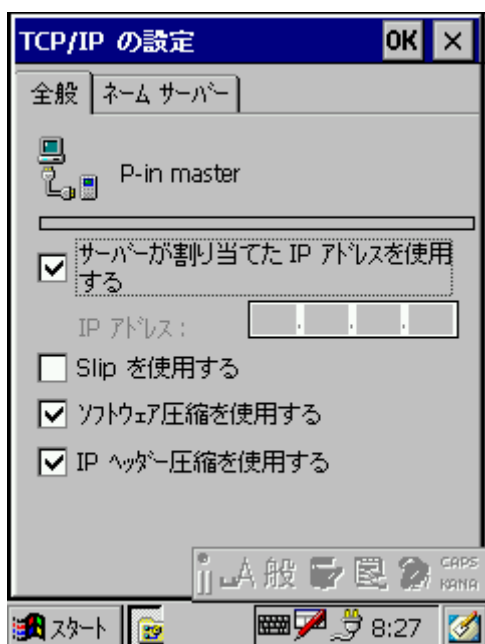 TCP/IP の設定 OK ×
全般 ﾈｰﾑ ｻｰﾊﾞｰ
P-in master
ｻｰﾊﾞｰが割り当てた IP ｱﾄﾞﾚｽを使用
する
IP ｱﾄﾞﾚｽ :
Slip を使用する
ｿﾌﾄｳｪｱ圧縮を使用する
IP ﾍｯﾀﾞｰ圧縮を使用する
A 般 CAPS
KANA
ｽﾀｰﾄ 8:27